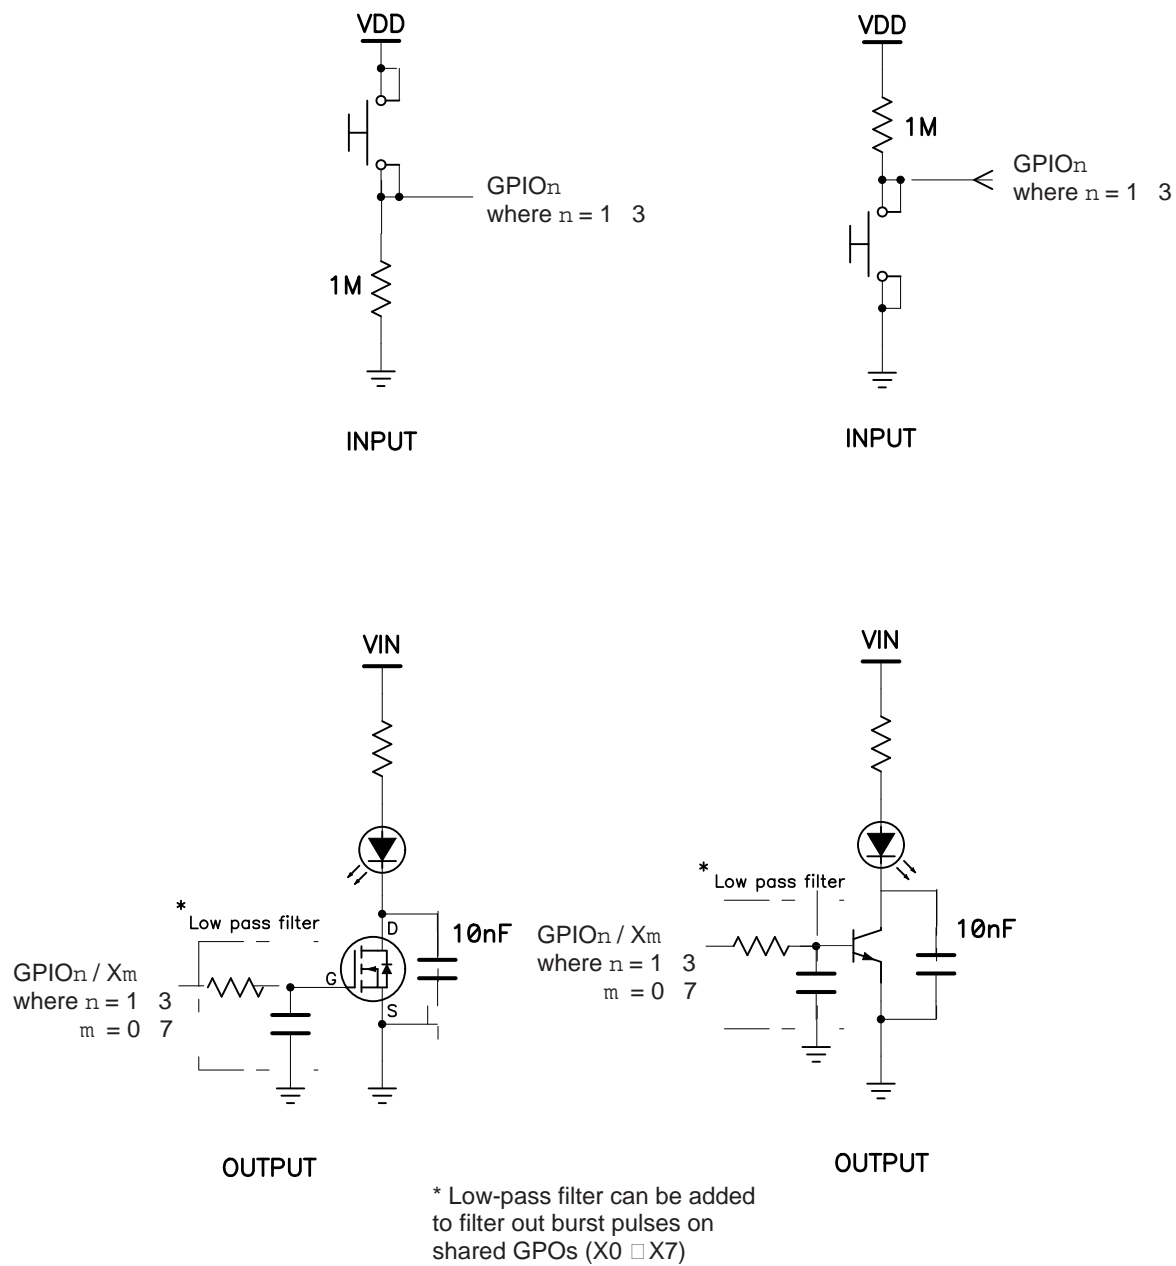 VDD
1M
GPIOn
where n = 1 3
INPUT
VDD
1M
GPIOn
where n = 1 3
INPUT
VIN
* Low pass filter
D
G
S
10nF
GPIOn / Xm
where n = 1 3
m = 0 7
OUTPUT
VIN
* Low pass filter
10nF
GPIOn / Xm
where n = 1 3
m = 0 7
OUTPUT
* Low-pass filter can be added
to filter out burst pulses on
shared GPOs (X0 □ X7)